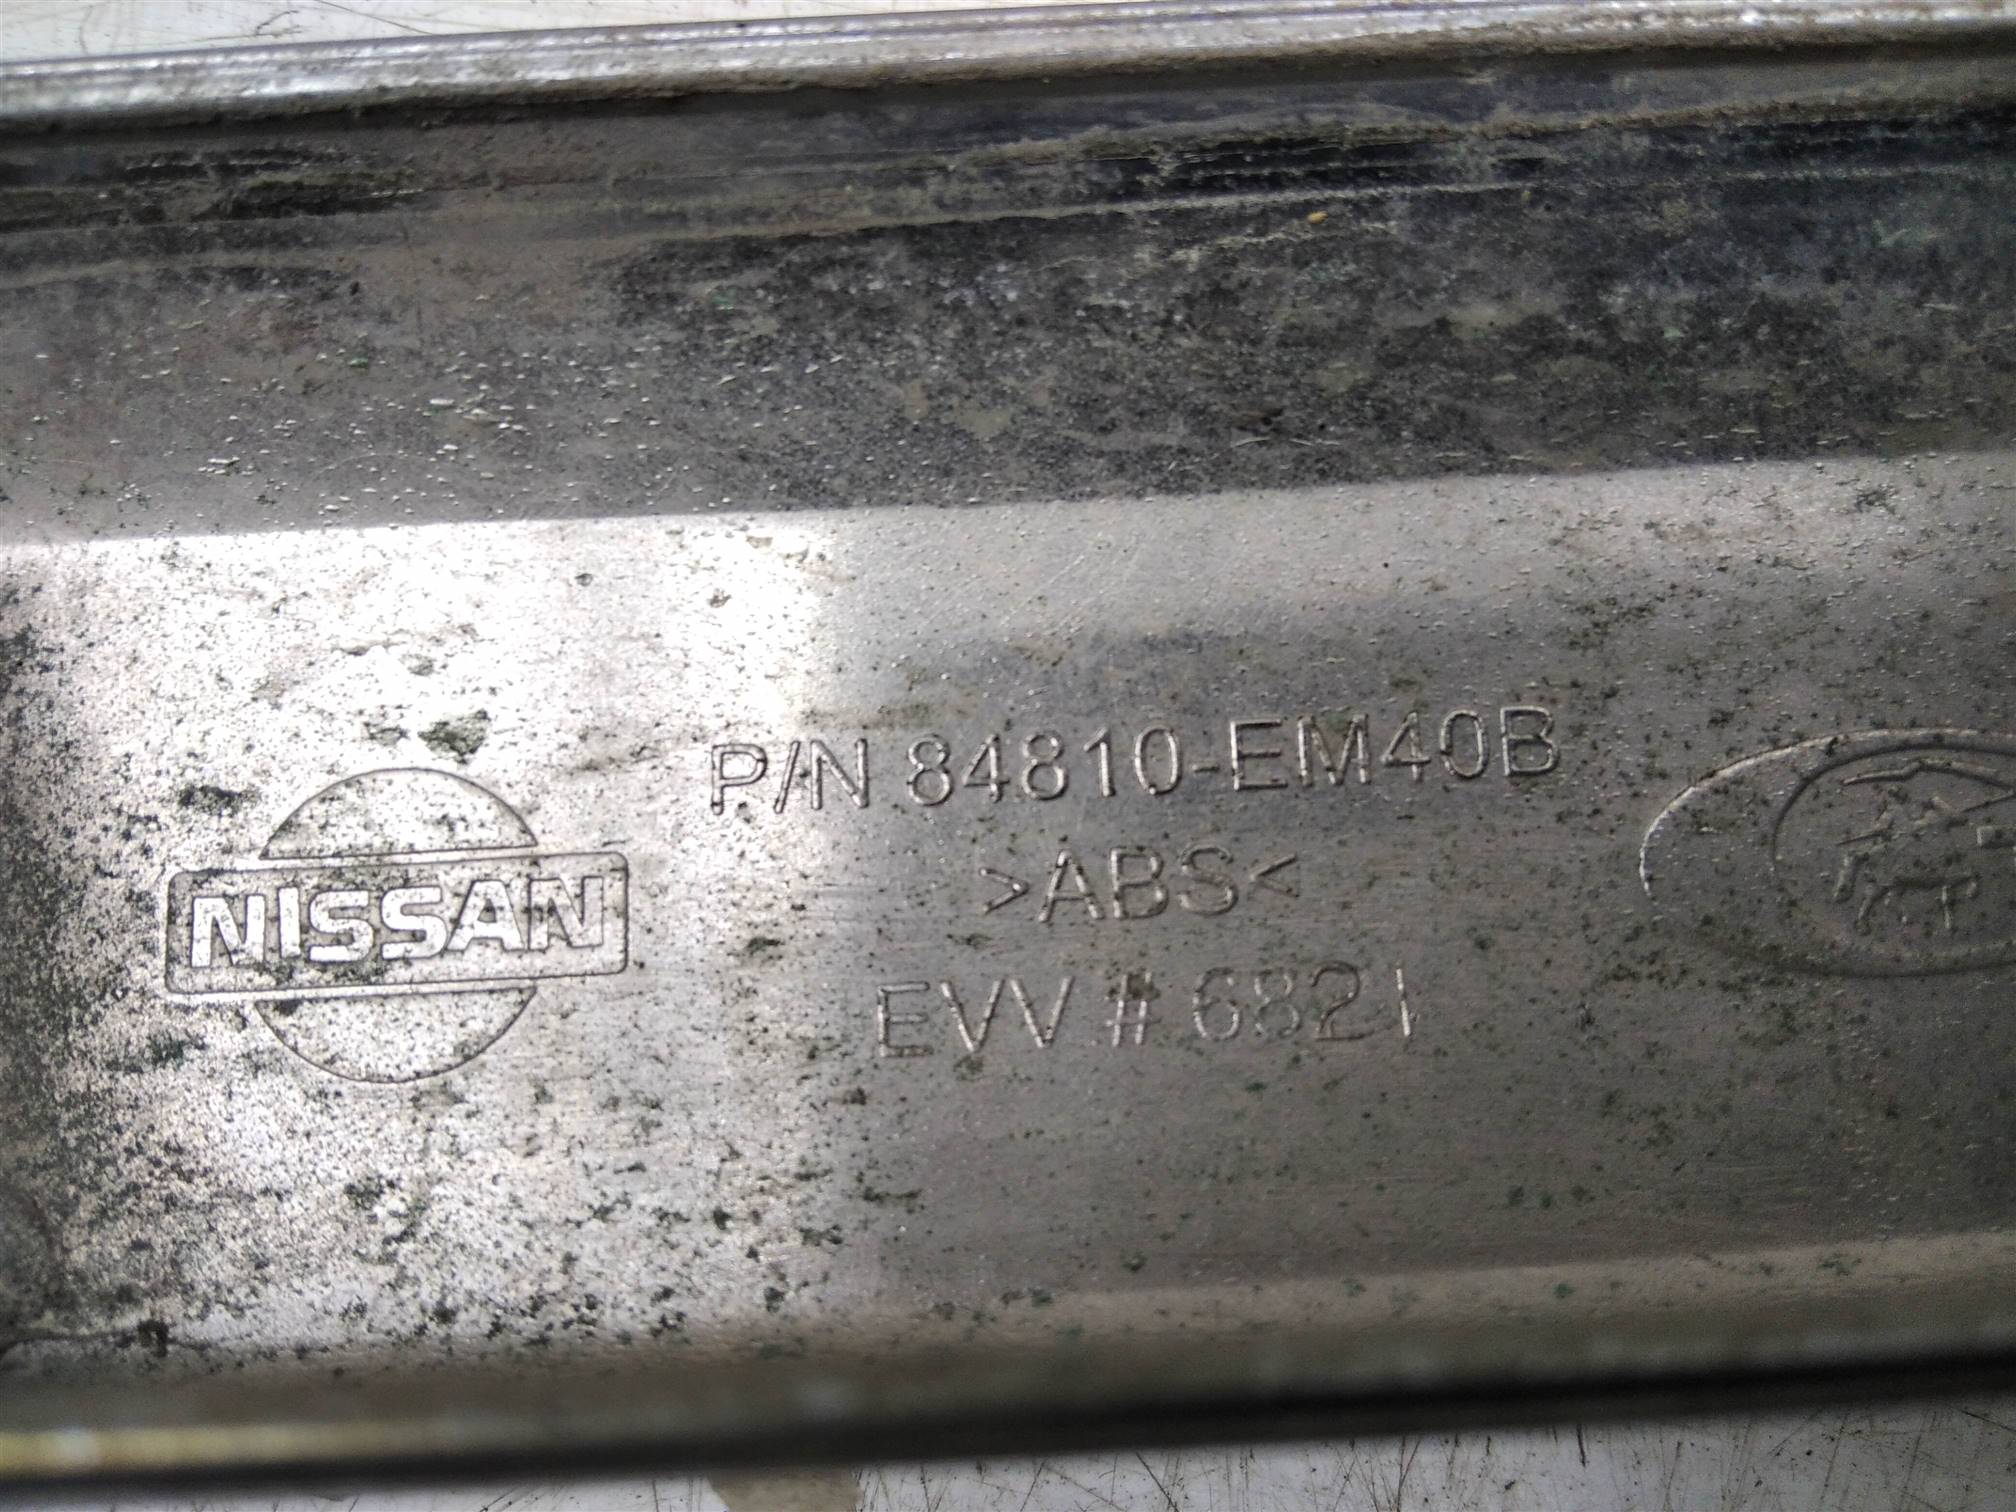 P/N 84810-EM40B
NISSAN
>ABS<
EVV # 6821